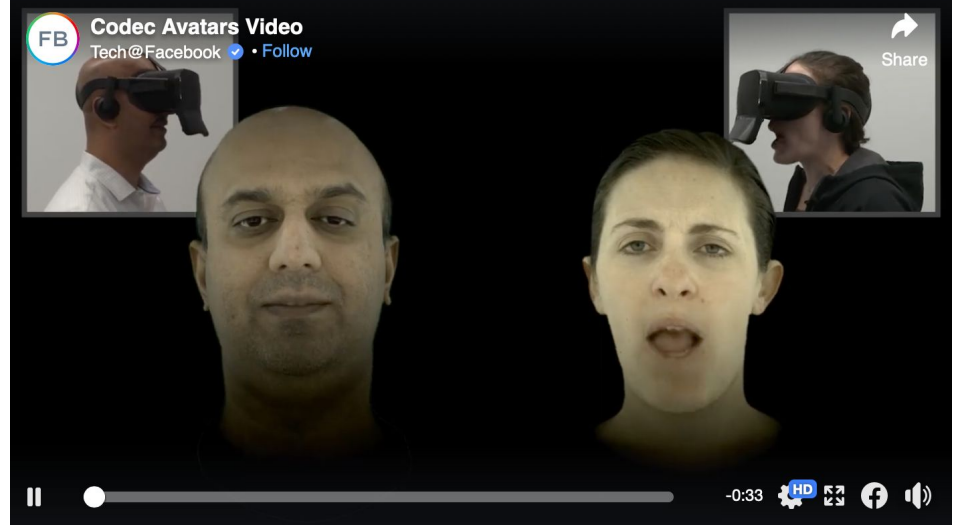 FB
Codec Avatars Video
Tech@Facebook • Follow
Share
-0:33
HD